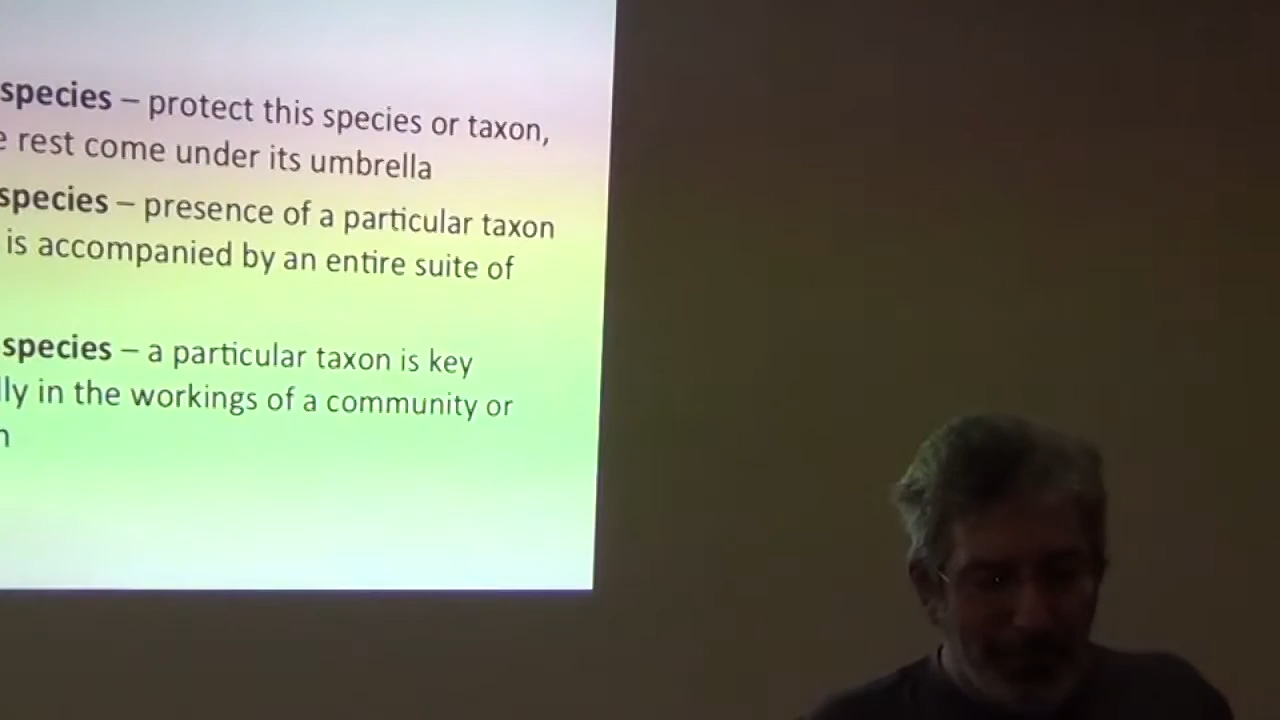 species – protect this species or taxon,
rest come under its umbrella
species – presence of a particular taxon
is accompanied by an entire suite of
species – a particular taxon is key
in the workings of a community or